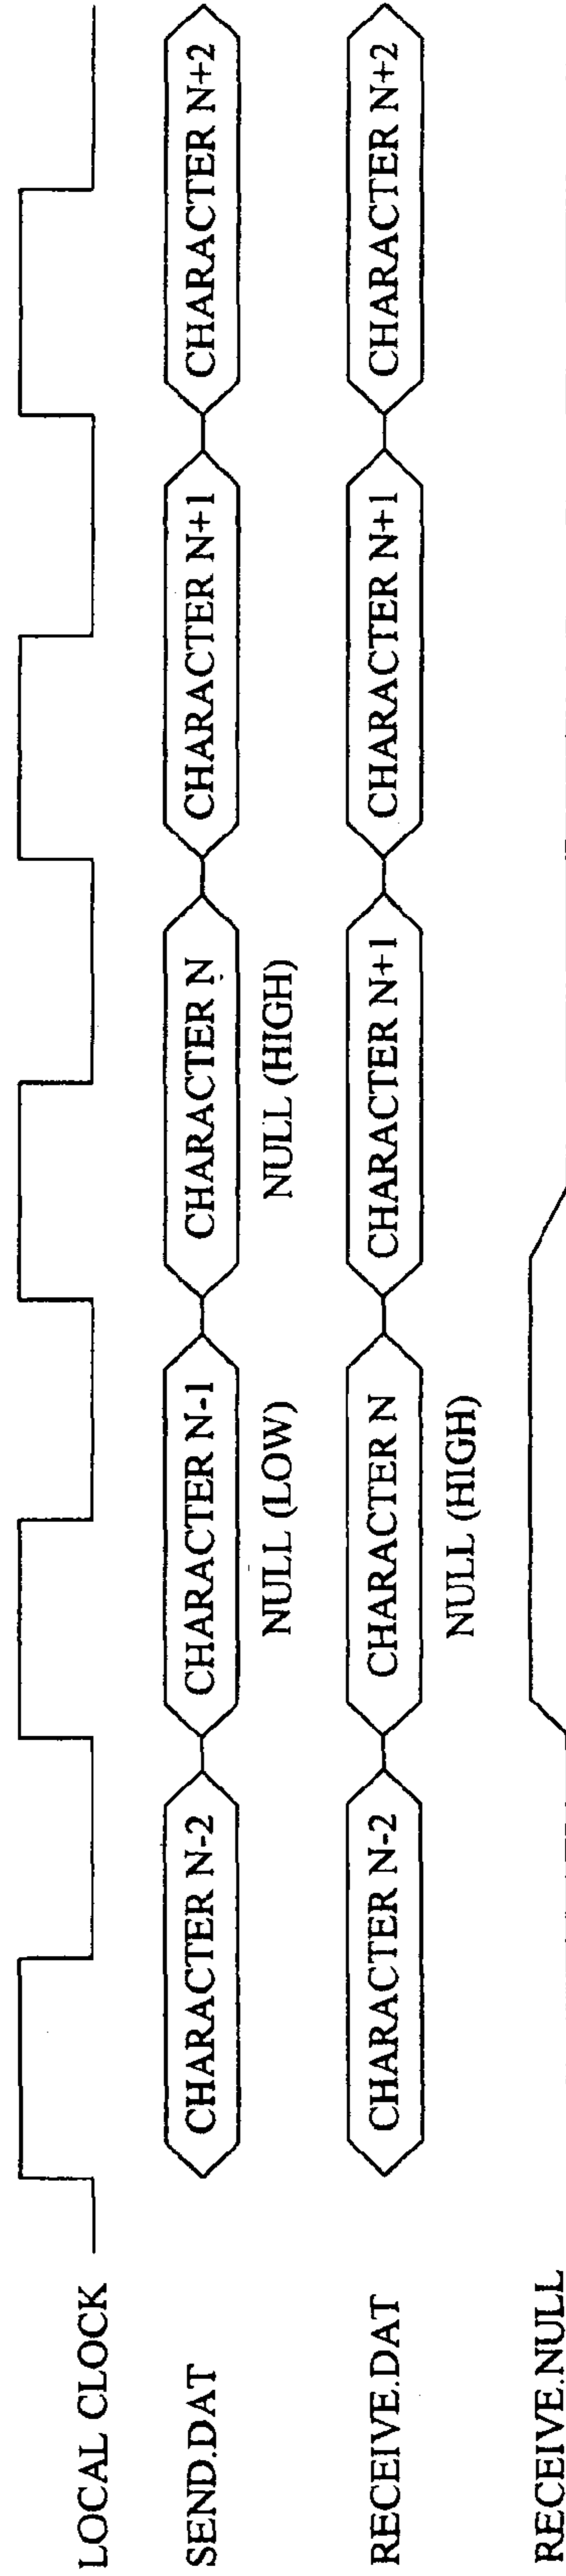 LOCAL CLOCK
SEND.DAT
CHARACTER N-2
CHARACTER N-1
CHARACTER N
CHARACTER N+1
CHARACTER N+2
NULL (LOW)
NULL (HIGH)
RECEIVE.DAT
CHARACTER N-2
CHARACTER N
CHARACTER N+1
CHARACTER N+1
CHARACTER N+2
NULL (HIGH)
RECEIVE.NULL